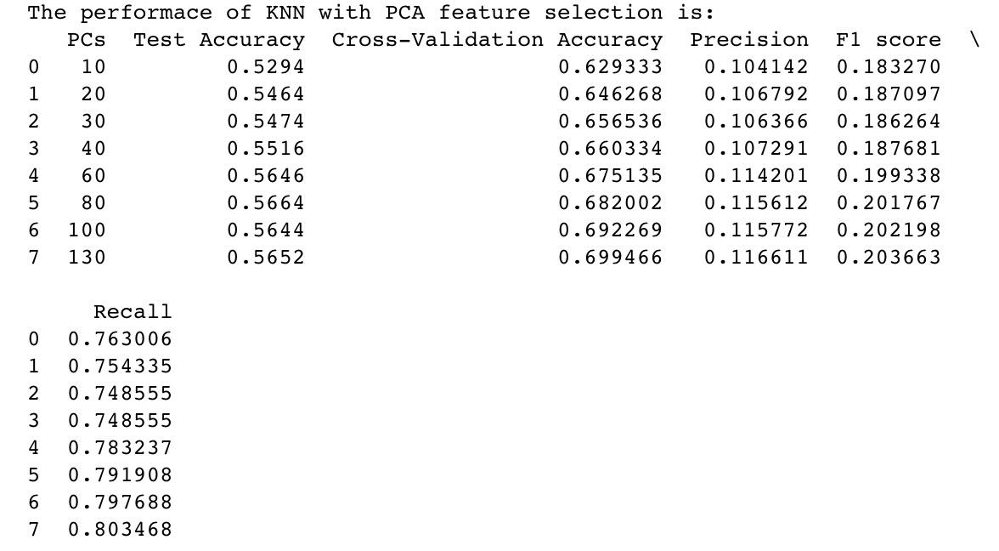 The performace of KNN with PCA feature selection is:
   PCs  Test Accuracy  Cross-Validation Accuracy  Precision  F1 score  \
0   10         0.5294                   0.629333   0.104142  0.183270
1   20         0.5464                   0.646268   0.106792  0.187097
2   30         0.5474                   0.656536   0.106366  0.186264
3   40         0.5516                   0.660334   0.107291  0.187681
4   60         0.5646                   0.675135   0.114201  0.199338
5   80         0.5664                   0.682002   0.115612  0.201767
6  100         0.5644                   0.692269   0.115772  0.202198
7  130         0.5652                   0.699466   0.116611  0.203663
     Recall
0  0.763006
1  0.754335
2  0.748555
3  0.748555
4  0.783237
5  0.791908
6  0.797688
7  0.803468